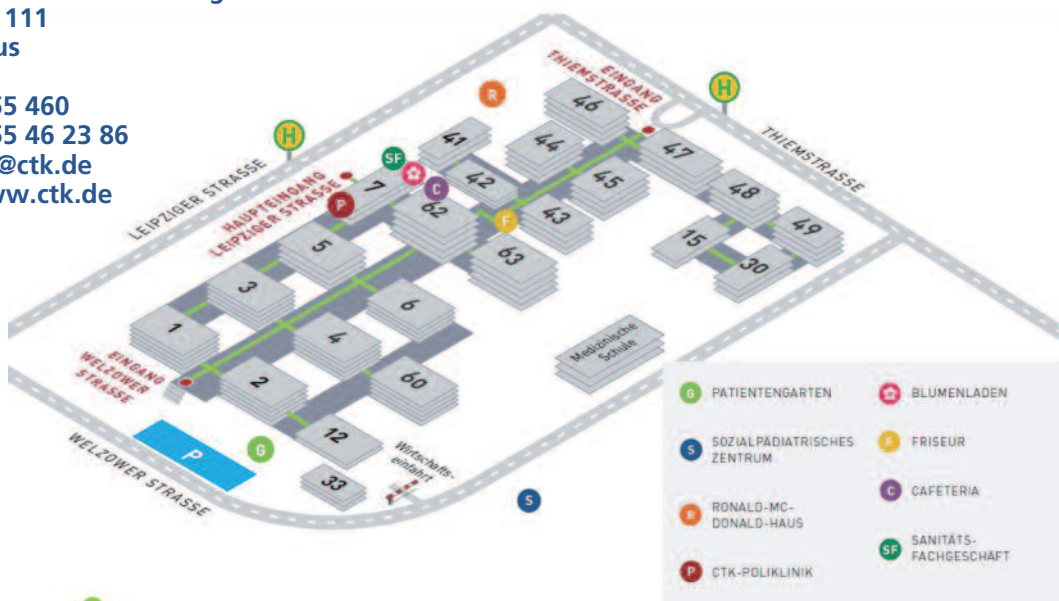 111
us
55 460
55 46 23 86
@ctk.de
vw.ctk.de
H
LEIPZIGER STRASSE
HAUPTEINGANG
LEIPZIGER STRASSE
R
EINGANG
THIEMSTRASSE
H
THIEMSTRASSE
46
44
45
47
48
49
15
30
41
42
43
SF
7
C
P
62
F
63
5
3
1
6
4
2
60
12
33
Medizinische
Schule
EINGANG
WELZOWER
STRASSE
P
G
WELZOWER STRASSE
Wirtschafts-
einfahrt
S
G PATIENTENGARTEN
S SOZIALPÄDIATRISCHES
ZENTRUM
R RONALD-MC-
DONALD-HAUS
P CTK-POLIKLINIK
BLUMENLADEN
F FRISEUR
C CAFETERIA
SF SANITÄTS-
FACHGESCHÄFT